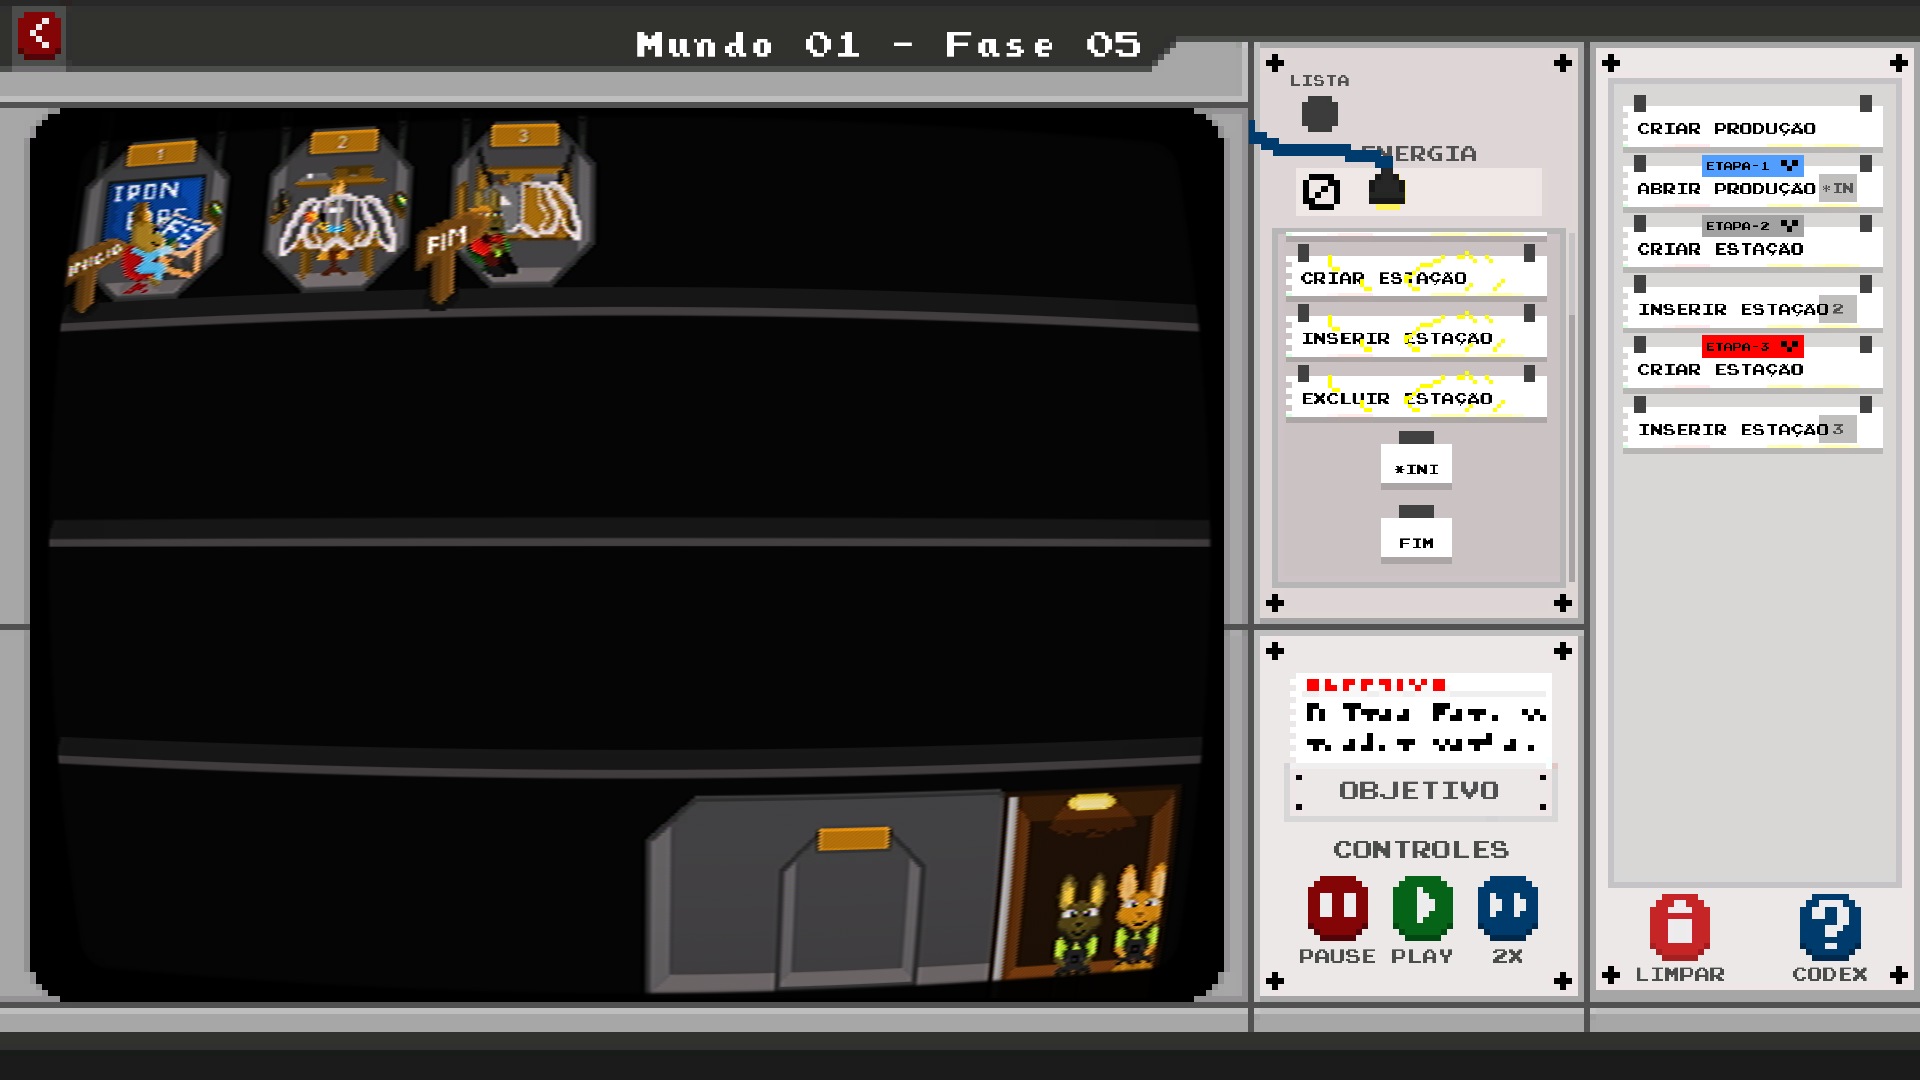 Mundo 01 - Fase 05
1
2
3
IRON
INICIO
FIM
LISTA
ENERGIA
0
CRIAR ESTAÇÃO
INSERIR ESTAÇÃO
EXCLUIR ESTAÇÃO
*INI
FIM
OBJETIVO
CONTROLES
PAUSE
PLAY
2X
CRIAR PRODUÇÃO
ETAPA-1
ABRIR PRODUÇÃO *IN
ETAPA-2
CRIAR ESTAÇÃO
INSERIR ESTAÇÃO 2
ETAPA-3
CRIAR ESTAÇÃO
INSERIR ESTAÇÃO 3
LIMPAR
CODEX